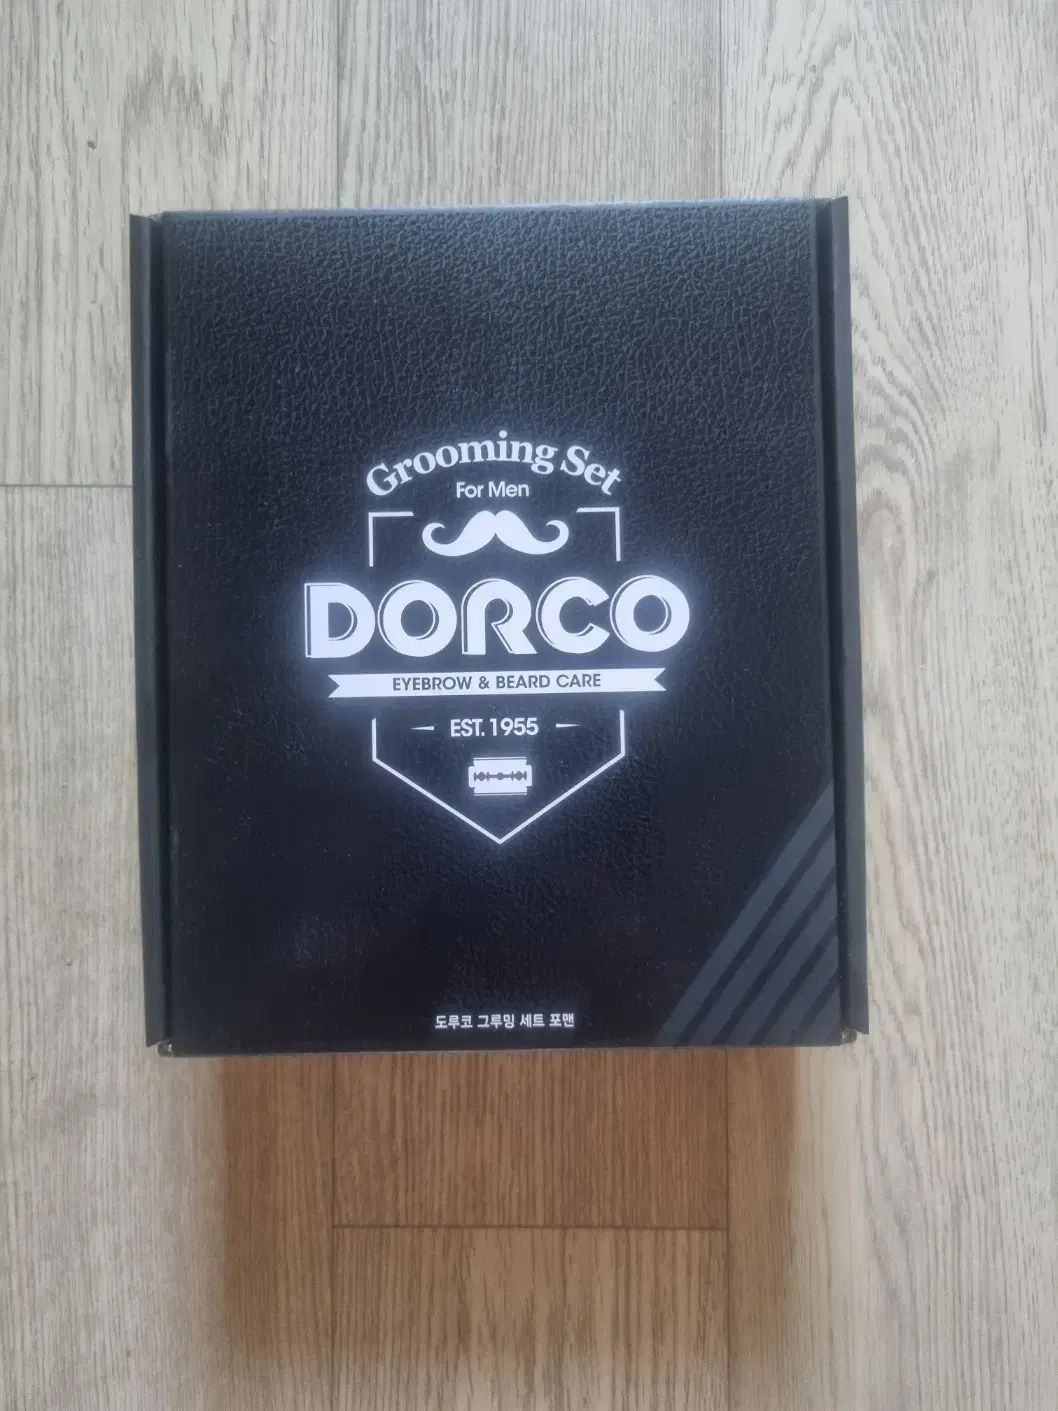 Grooming Set
For Men
DORCO
EYEBROW & BEARD CARE
EST. 1955
도루코 그루밍 세트 포맨